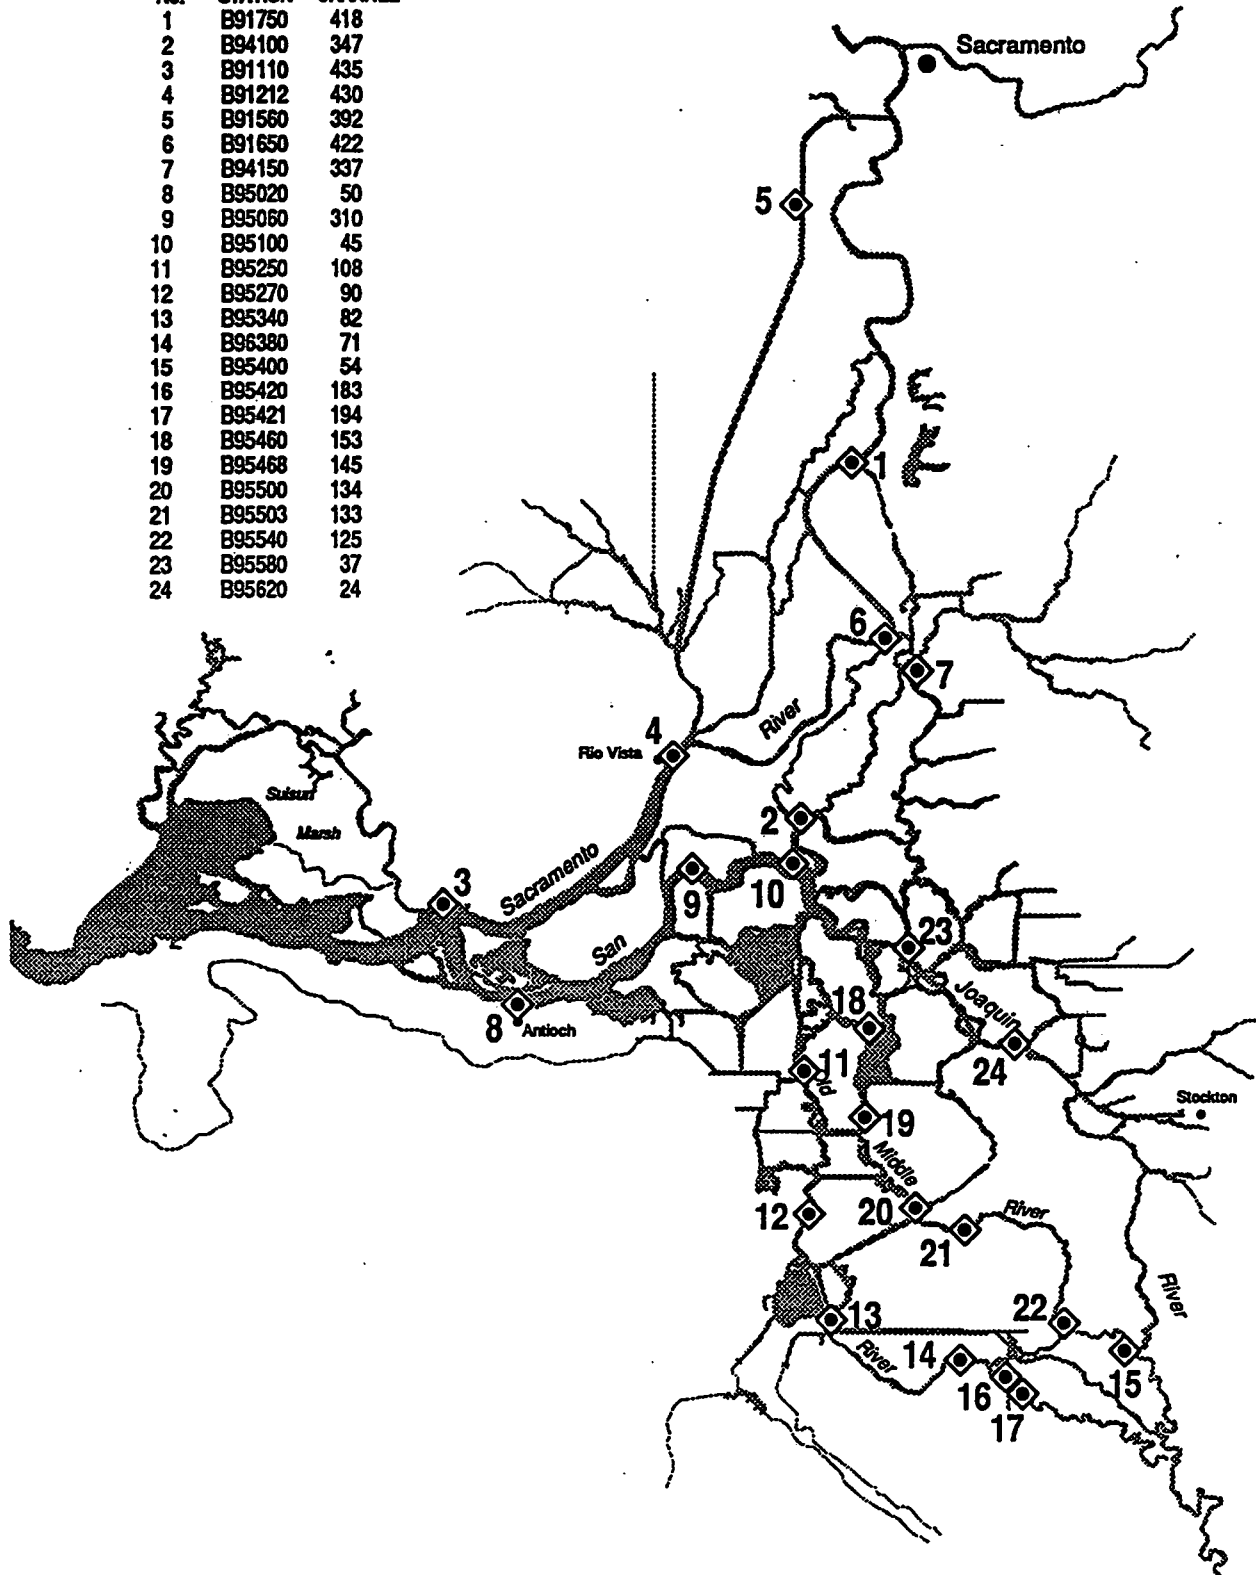 No. STATION CHANNEL
1 B91750 418
2 B94100 347
3 B91110 435
4 B91212 430
5 B91560 392
6 B91650 422
7 B94150 337
8 B95020 50
9 B95060 310
10 B95100 45
11 B95250 108
12 B95270 90
13 B95340 82
14 B96380 71
15 B95400 54
16 B95420 183
17 B95421 194
18 B95460 153
19 B95468 145
20 B95500 134
21 B95503 133
22 B95540 125
23 B95580 37
24 B95620 24
Sacramento
5
1
6
7
River
4
Rio Vista
Suisun
Marsh
2
3
Sacramento
9
10
23
San
Joaquin
18
8
Antioch
11
Old
24
Stockton
19
Middle
12
20
21
River
River
13
22
River
14
15
16
17